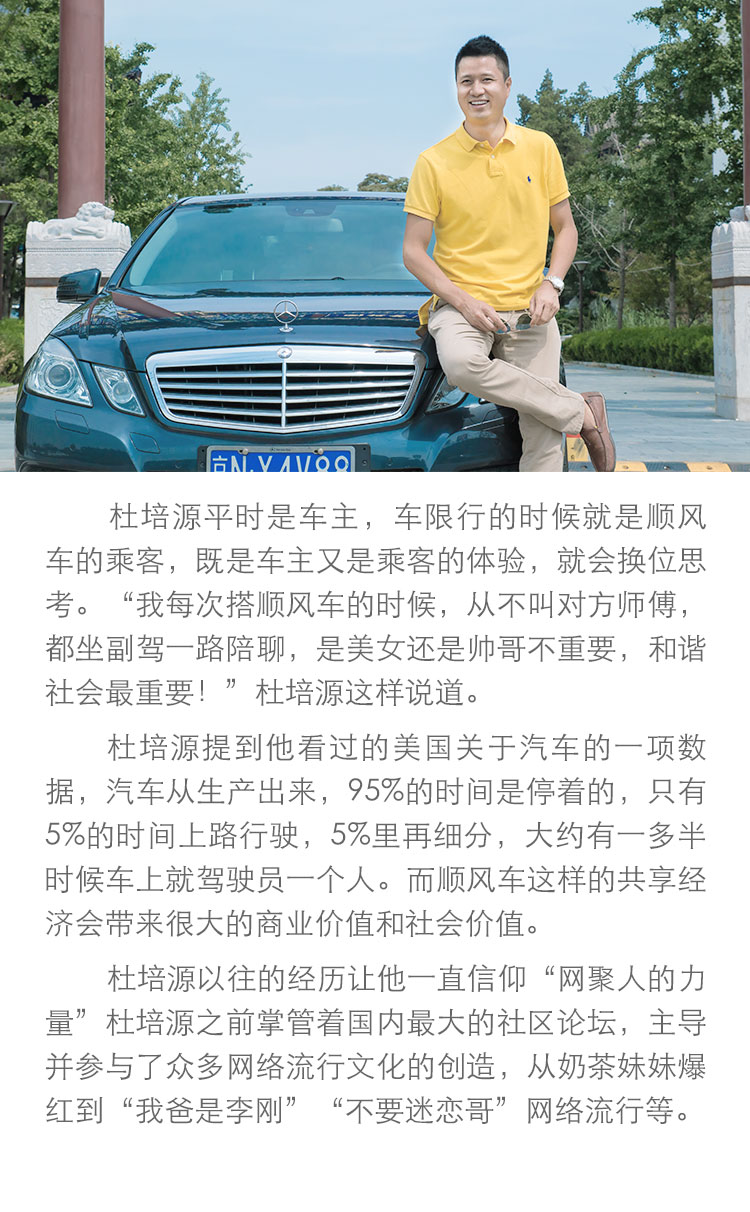 京N·Y4V88
杜培源平时是车主，车限行的时候就是顺风
车的乘客，既是车主又是乘客的体验，就会换位思
考。“我每次搭顺风车的时候，从不叫对方师傅，
都坐副驾一路陪聊，是美女还是帅哥不重要，和谐
社会最重要！”杜培源这样说道。
杜培源提到他看过的美国关于汽车的一项数
据，汽车从生产出来，95%的时间是停着的，只有
5%的时间上路行驶，5%里再细分，大约有一多半
时候车上就驾驶员一个人。而顺风车这样的共享经
济会带来很大的商业价值和社会价值。
杜培源以往的经历让他一直信仰“网聚人的力
量”杜培源之前掌管着国内最大的社区论坛，主导
并参与了众多网络流行文化的创造，从奶茶妹妹爆
红到“我爸是李刚”“不要迷恋哥”网络流行等。